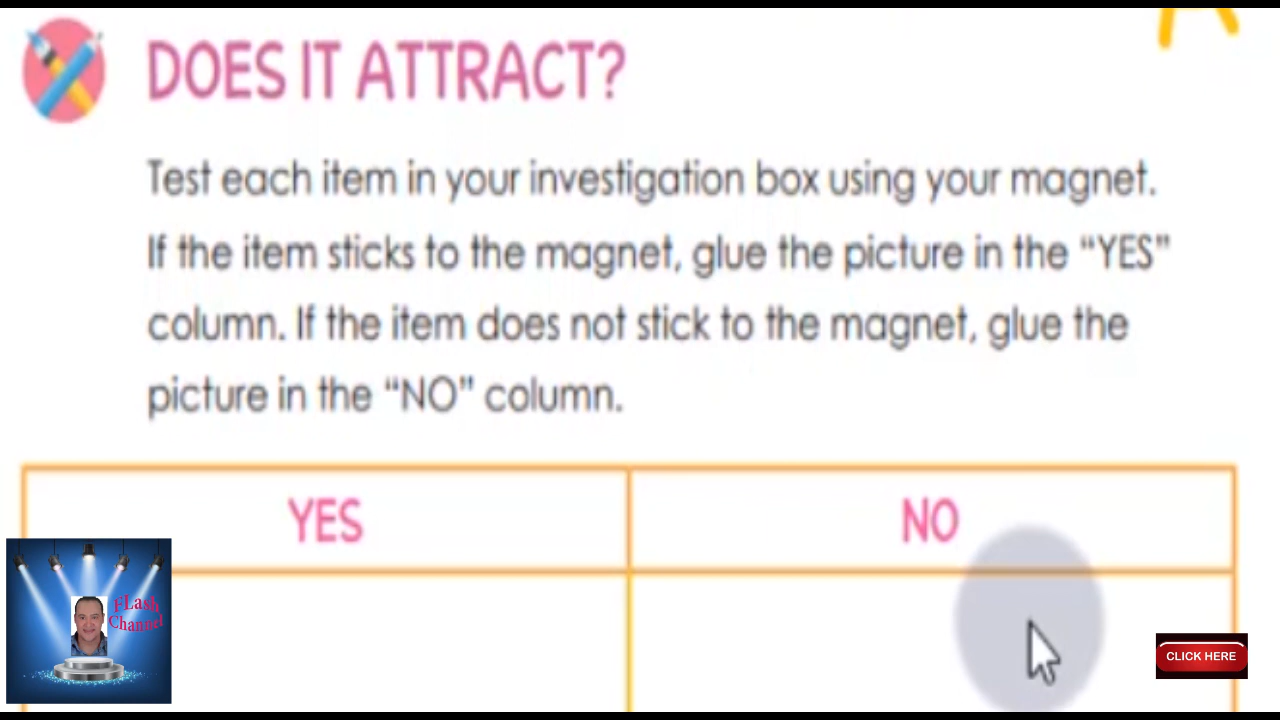 DOES IT ATTRACT?
Test each item in your investigation box using your magnet.
If the item sticks to the magnet, glue the picture in the “YES”
column. If the item does not stick to the magnet, glue the
picture in the “NO” column.
YES
NO
FLash
Channel
CLICK HERE